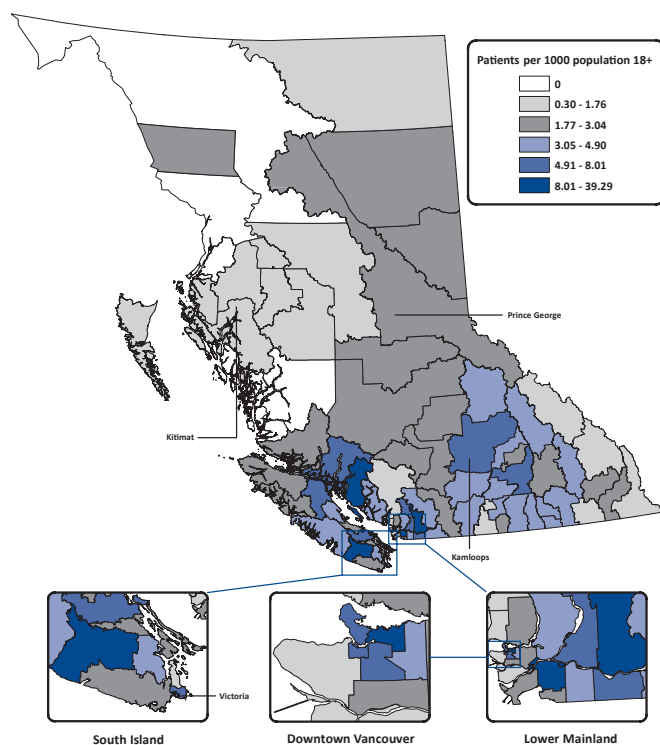 Patients per 1000 population 18+
0
0.30 - 1.76
1.77 - 3.04
3.05 - 4.90
4.91 - 8.01
8.01 - 39.29
Prince George
Kitimat
Kamloops
Victoria
South Island
Downtown Vancouver
Lower Mainland